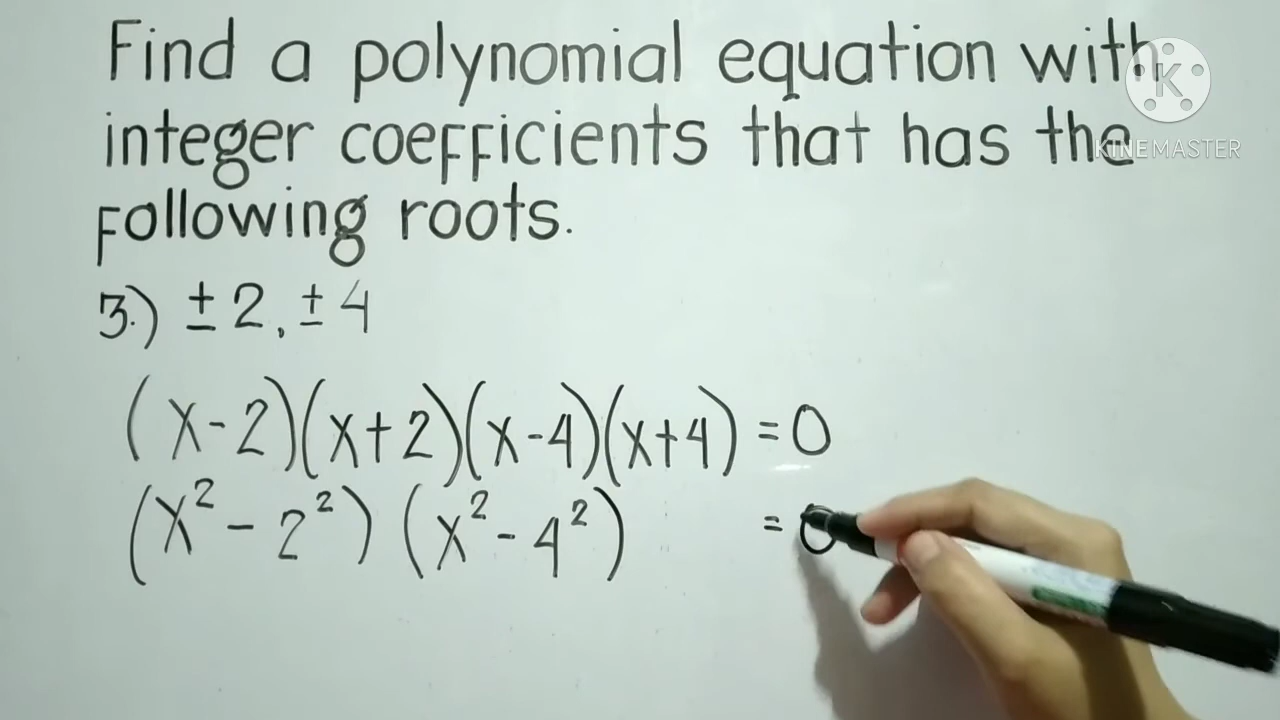 Find a polynomial equation with
integer coefficients that has the
following roots.
3.) ± 2, ± 4
(x-2)(x+2)(x-4)(x+4) = 0
(x² - 2²) (x² - 4²) = 0
K
KINEMASTER